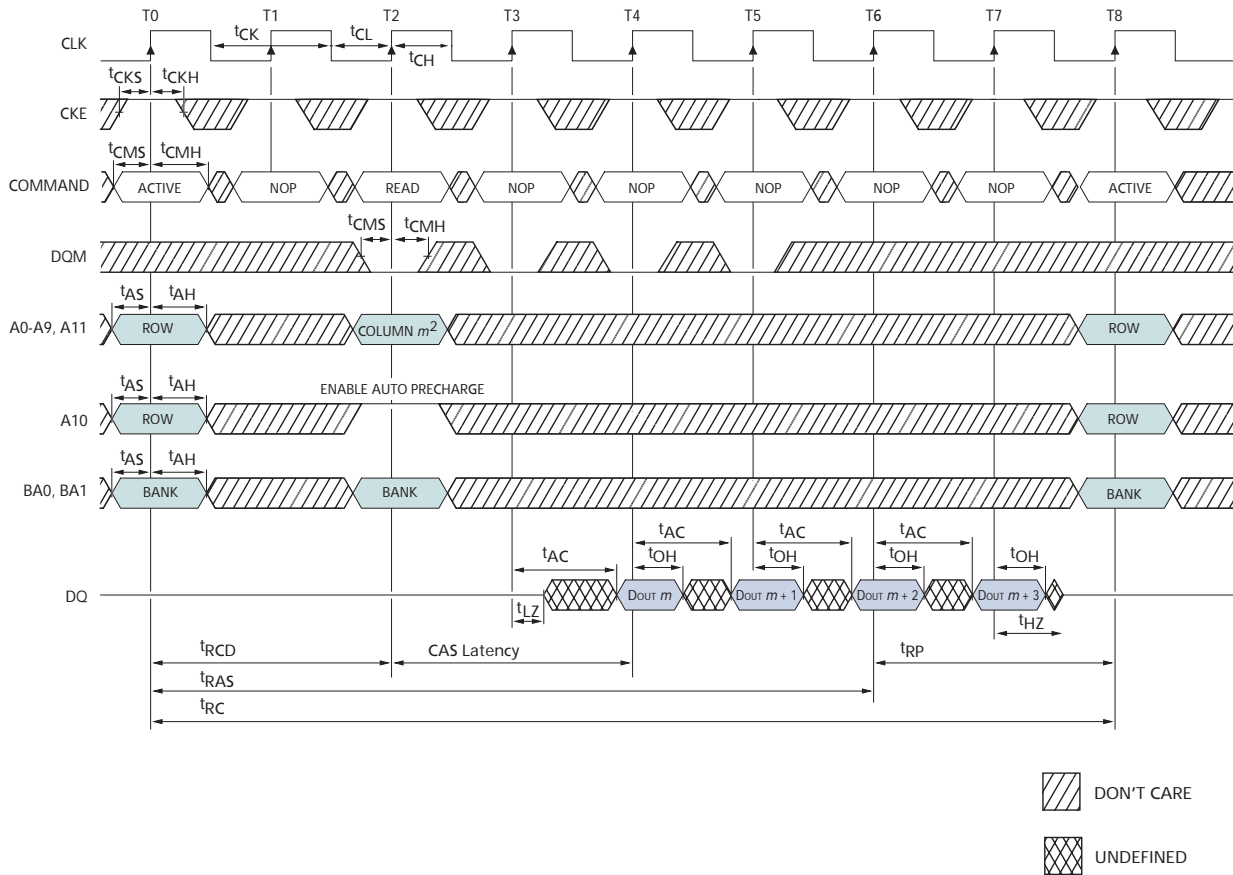 T0 T1 T2 T3 T4 T5 T6 T7 T8
CLK
tCK tCL
tCH
tCKS tCKH
CKE
tCMS tCMH
COMMAND ACTIVE NOP READ NOP NOP NOP NOP NOP ACTIVE
tCMS tCMH
DQM
tAS tAH
A0-A9, A11 ROW COLUMN m2 ROW
tAS tAH ENABLE AUTO PRECHARGE
A10 ROW ROW
tAS tAH
BA0, BA1 BANK BANK BANK
tAC tAC tAC
tAC tOH tOH tOH tOH
DQ DOUT m DOUT m + 1 DOUT m + 2 DOUT m + 3
tLZ tHZ
tRCD CAS Latency tRP
tRAS
tRC
DON'T CARE
UNDEFINED